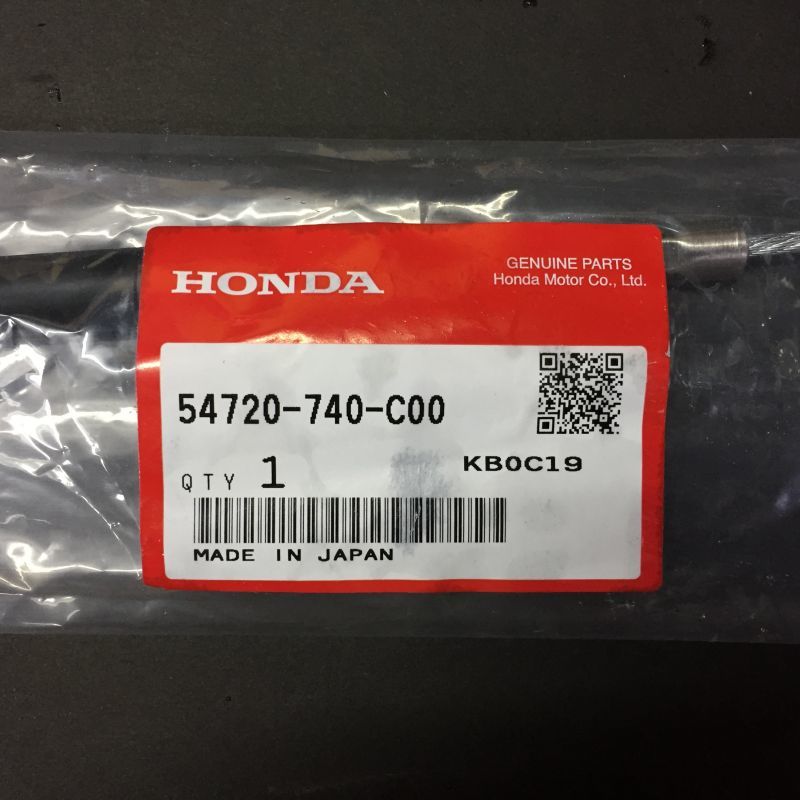 HONDA
GENUINE PARTS
Honda Motor Co., Ltd.
54720-740-C00
QTY 1
KB0C19
MADE IN JAPAN